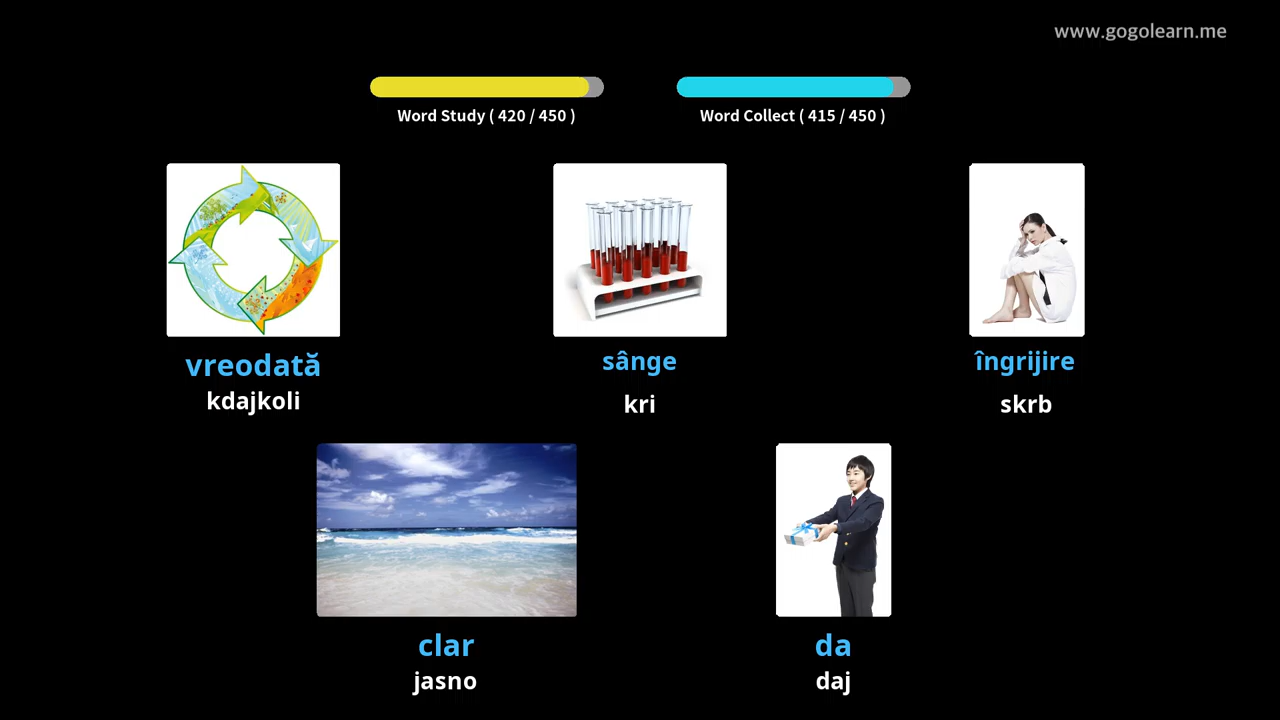 www.gogolearn.me
Word Study ( 420 / 450 )
Word Collect ( 415 / 450 )
vreodată
kdajkoli
sânge
kri
îngrijire
skrb
clar
jasno
da
daj